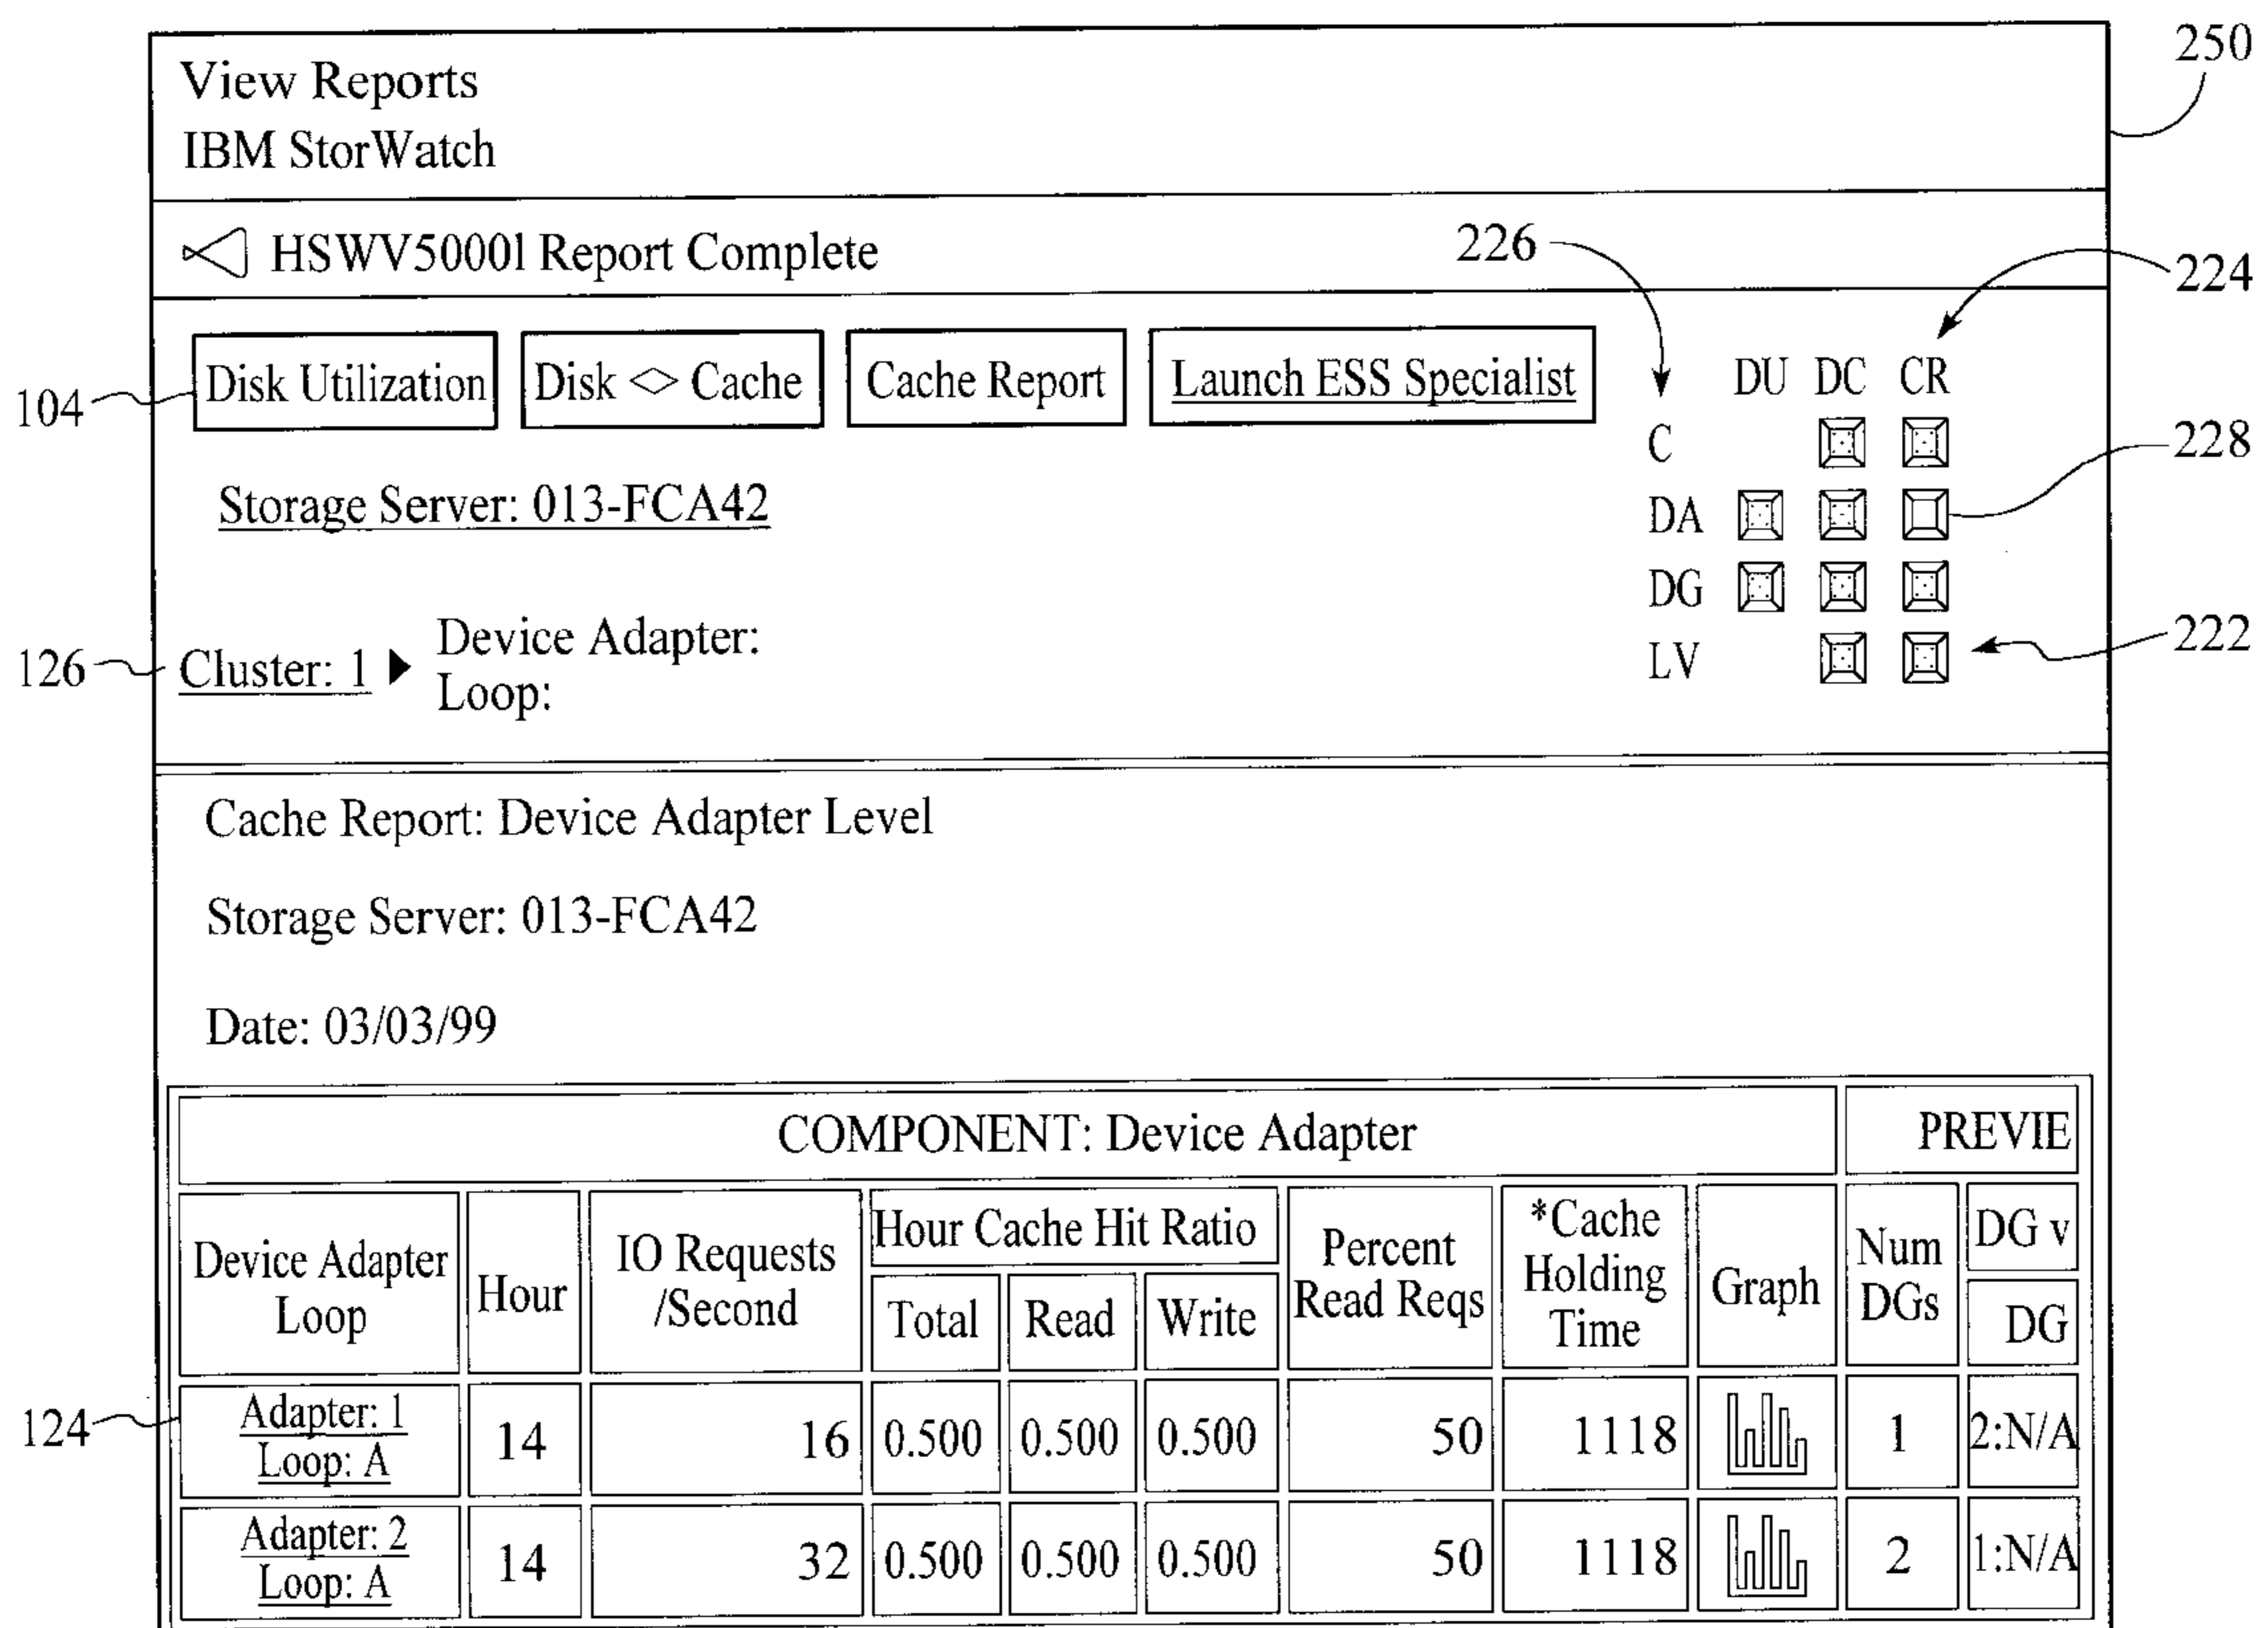 250
View Reports
IBM StorWatch
HSWV5000l Report Complete
226
224
Disk Utilization
Disk <> Cache
Cache Report
Launch ESS Specialist
DU DC CR
104
C
228
Storage Server: 013-FCA42
DA
DG
222
126
Cluster: 1
Device Adapter:
Loop:
LV
Cache Report: Device Adapter Level
Storage Server: 013-FCA42
Date: 03/03/99
COMPONENT: Device Adapter
PREVIE
Device Adapter
Loop
Hour
IO Requests
/Second
Hour Cache Hit Ratio
Total
Read
Write
Percent
Read Reqs
*Cache
Holding
Time
Graph
Num
DGs
DG v
DG
124
Adapter: 1
Loop: A
14
16
0.500
0.500
0.500
50
1118
1
2:N/A
Adapter: 2
Loop: A
14
32
0.500
0.500
0.500
50
1118
2
1:N/A